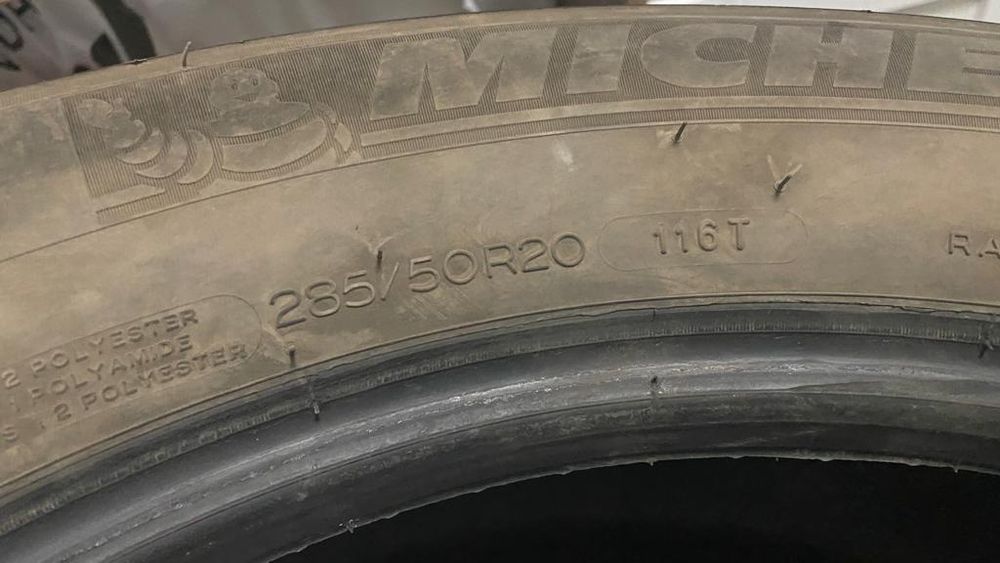 MICHE
285/50R20 116T R.A
2 POLYESTER
1 POLYAMIDE
S : 2 POLYESTER